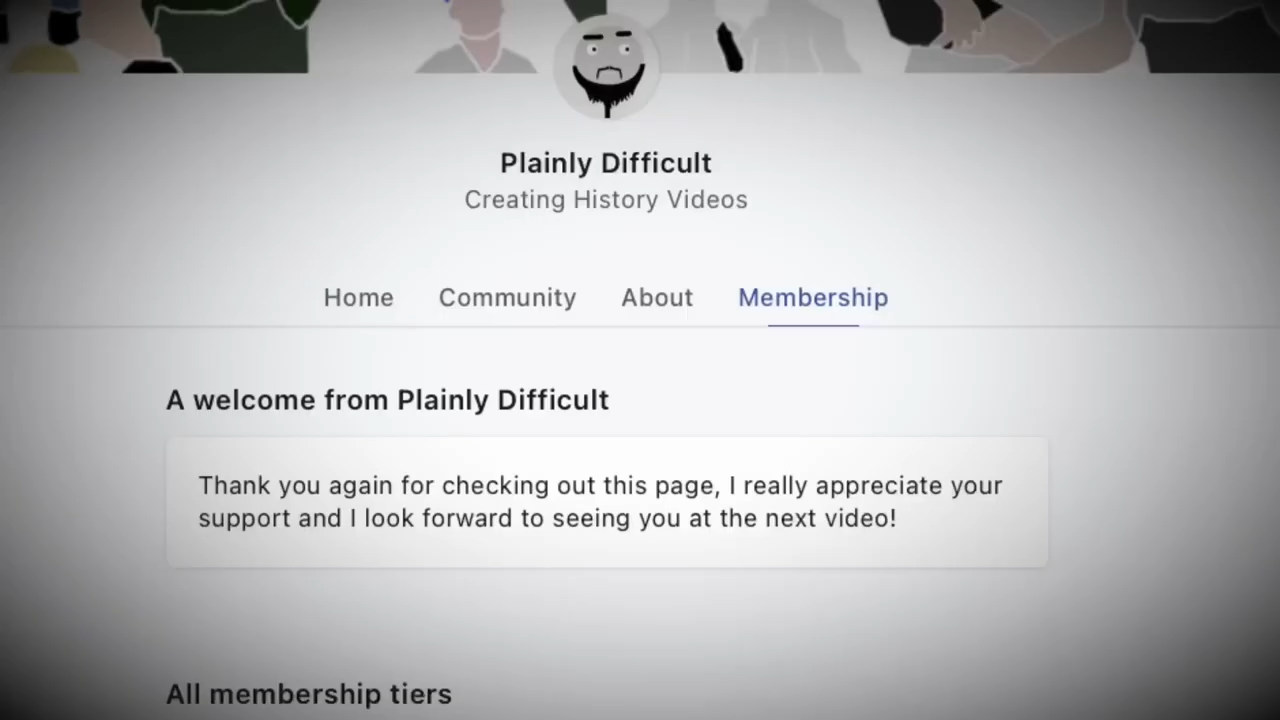 Plainly Difficult
Creating History Videos
Home Community About Membership
A welcome from Plainly Difficult
Thank you again for checking out this page, I really appreciate your
support and I look forward to seeing you at the next video!
All membership tiers